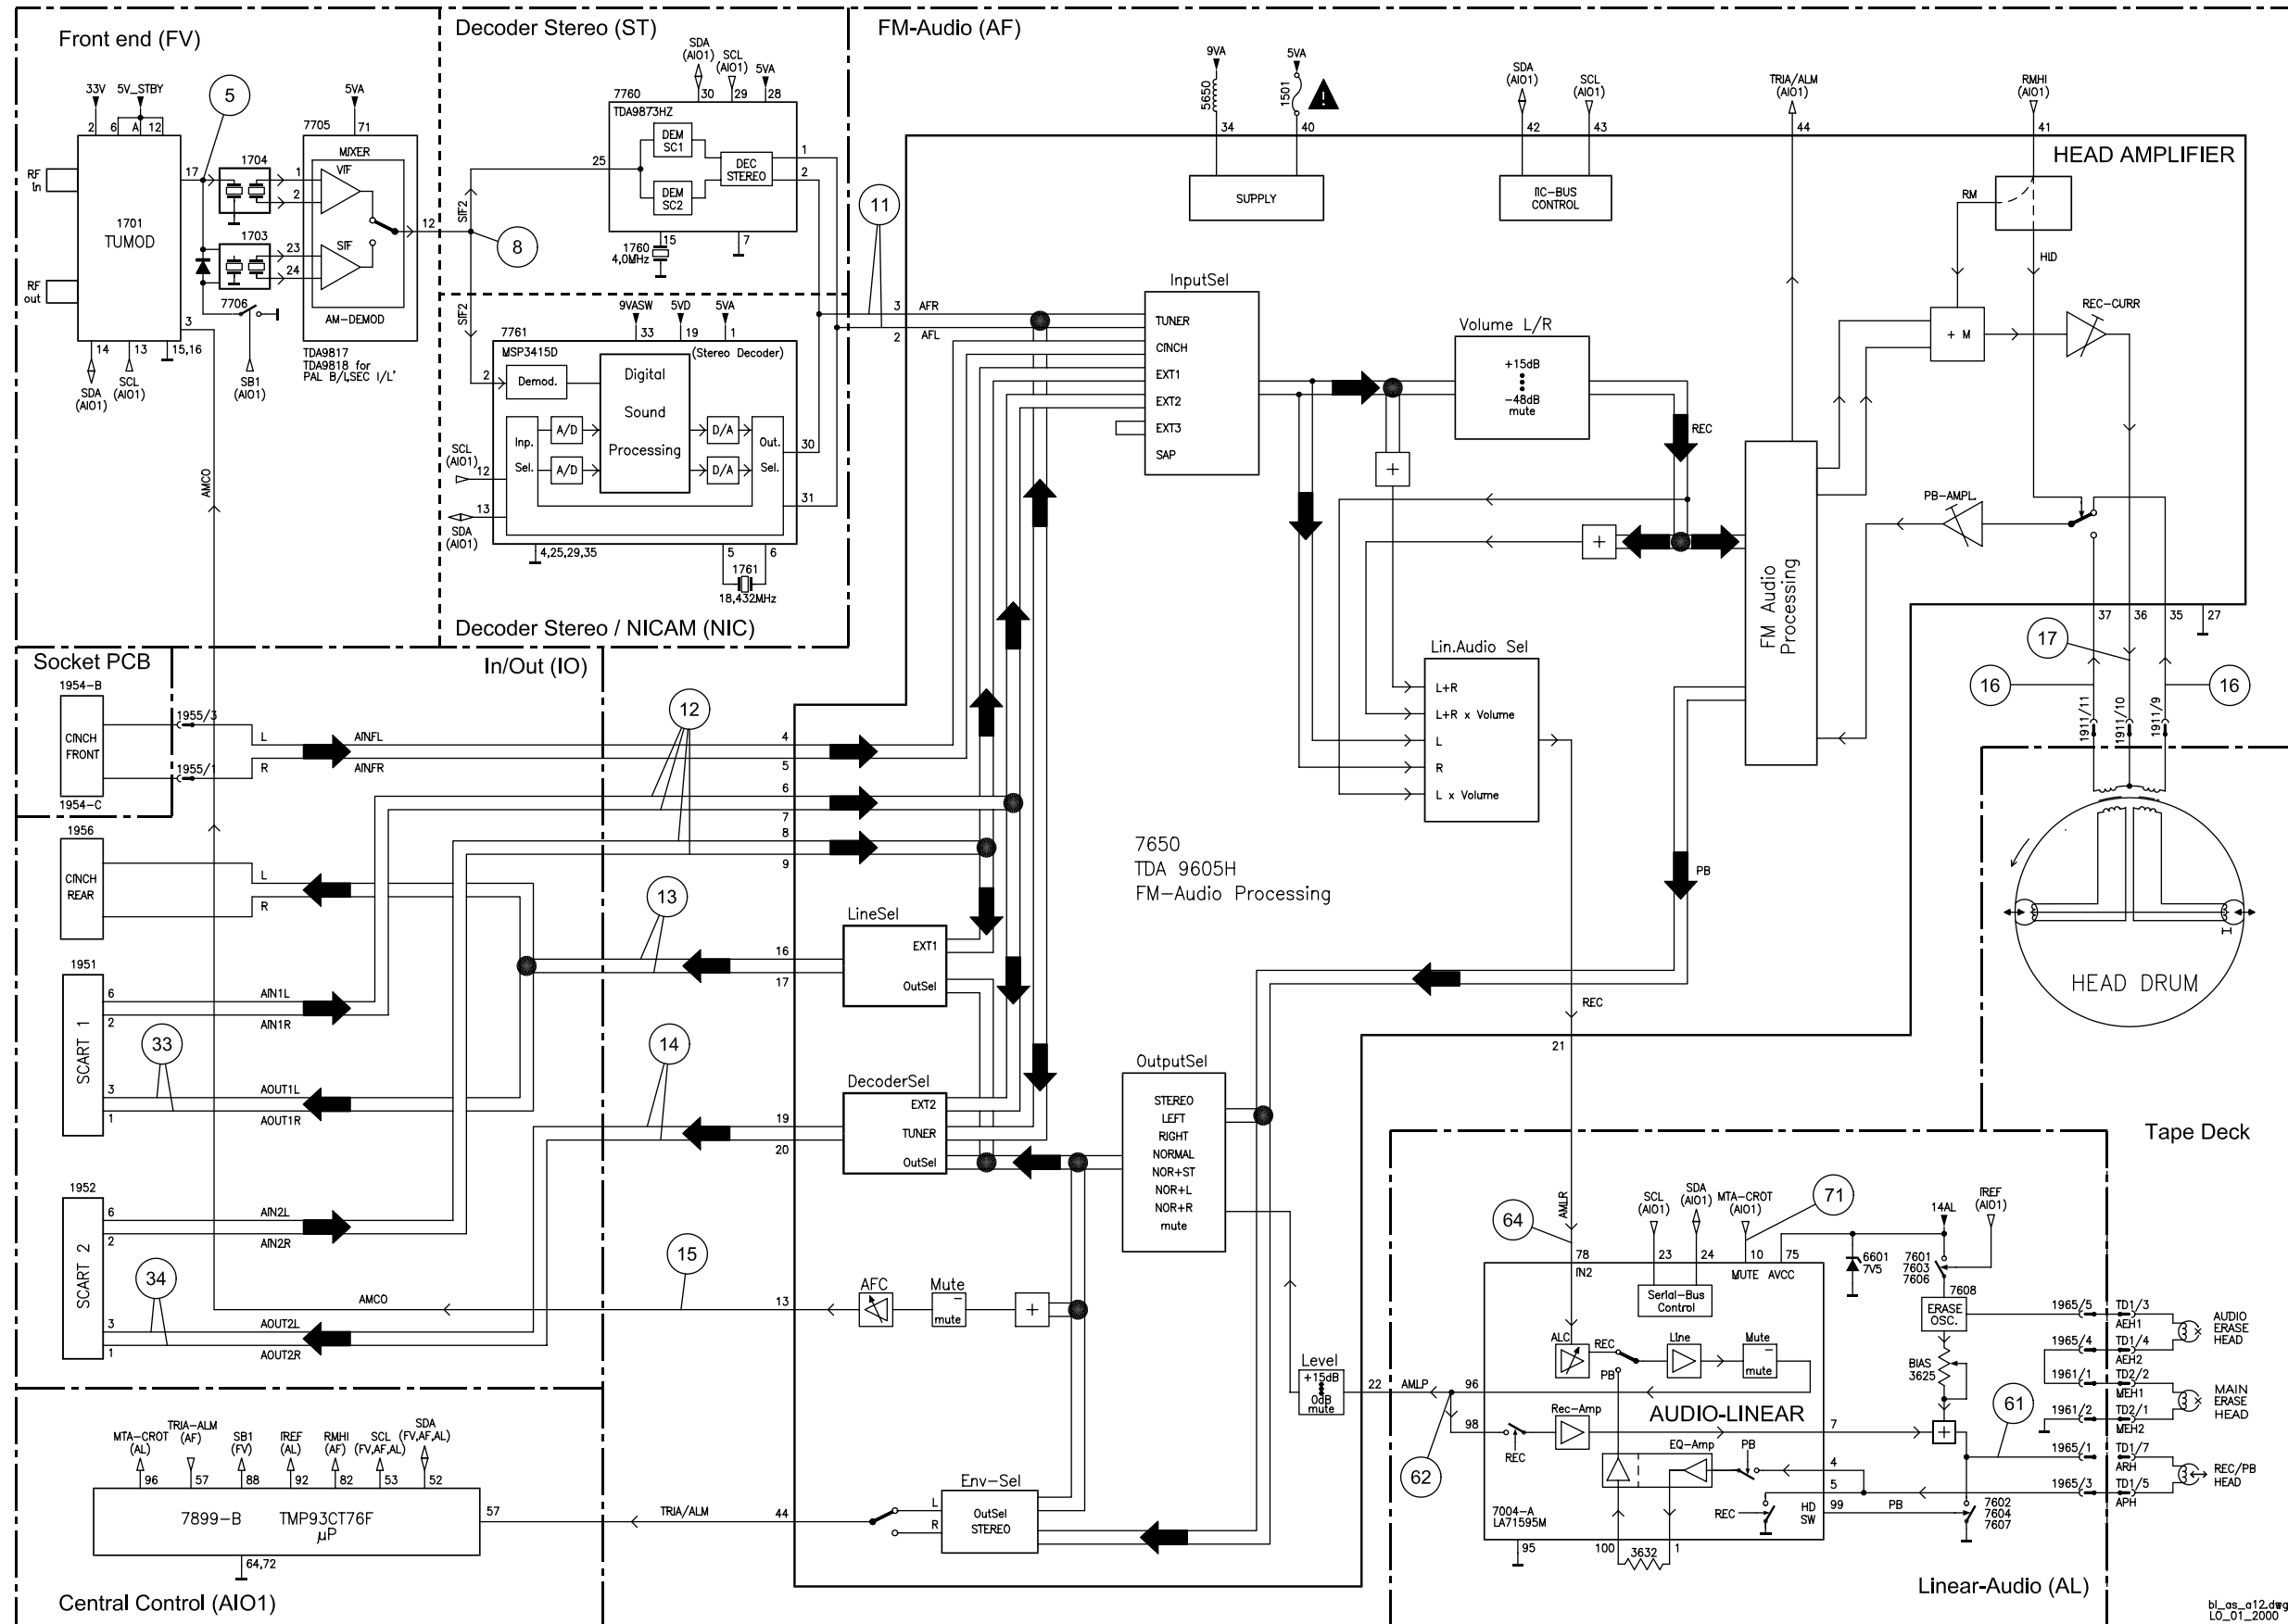 Front end (FV)
33V
5V_STBY
5
5VA
2
6
A
12
7705
71
RF
in
RF
out
1701
TUMOD
17
1704
1
2
MIXER
VIF
1703
23
24
SIF
12
7706
AM-DEMOD
3
14
13
15,16
SDA
(AIO1)
SCL
(AIO1)
SB1
(AIO1)
TDA9817
TDA9818 for
PAL B/L,SEC I/L'
AMCO
Decoder Stereo (ST)
SDA
(AIO1)
SCL
(AIO1)
5VA
7760
30
29
28
TDA9873HZ
DEM
SC1
DEM
SC2
DEC
STEREO
25
1
2
SIF2
8
15
7
1760
4,0MHz
SIF2
9VASW
5VD
5VA
7761
33
19
1
MSP3415D
(Stereo Decoder)
2
Demod.
Digital
Sound
Processing
Inp.
Sel.
A/D
A/D
D/A
D/A
Out.
Sel.
30
31
SCL
(AIO1)
12
13
SDA
(AIO1)
4,25,29,35
5
6
1761
18,432MHz
Decoder Stereo / NICAM (NIC)
FM-Audio (AF)
9VA
5VA
5650
1501
!
34
40
SUPPLY
SDA
(AIO1)
SCL
(AIO1)
42
43
IIC-BUS
CONTROL
TRIA/ALM
(AIO1)
44
RMHI
(AIO1)
41
HEAD AMPLIFIER
RM
HID
+ M
REC-CURR
PB-AMPL.
11
3
AFR
2
AFL
InputSel
TUNER
CINCH
EXT1
EXT2
EXT3
SAP
Volume L/R
+15dB
-48dB
mute
REC
+
+
FM Audio
Processing
37
36
35
27
17
16
16
1911/11
1911/10
1911/9
HEAD DRUM
Lin.Audio Sel
L+R
L+R x Volume
L
R
L x Volume
7650
TDA 9605H
FM-Audio Processing
PB
REC
21
Socket PCB
1954-B
CINCH
FRONT
1954-C
1955/3
1955/1
In/Out (IO)
L
R
AINFL
AINFR
12
4
5
6
7
8
9
1956
CINCH
REAR
L
R
13
16
17
LineSel
EXT1
OutSel
1951
SCART 1
6
2
AIN1L
AIN1R
33
3
1
AOUT1L
AOUT1R
14
19
20
DecoderSel
EXT2
TUNER
OutSel
OutputSel
STEREO
LEFT
RIGHT
NORMAL
NOR+ST
NOR+L
NOR+R
mute
1952
SCART 2
6
2
AIN2L
AIN2R
34
3
1
AOUT2L
AOUT2R
AMCO
15
13
AFC
Mute
mute
+
Level
+15dB
0dB
mute
22
AMLP
Env-Sel
OutSel
STEREO
L
R
44
TRIA/ALM
57
MTA-CROT
(AL)
TRIA-ALM
(AF)
SB1
(FV)
IREF
(AL)
RMHI
(AF)
SCL
(FV,AF,AL)
SDA
(FV,AF,AL)
96
57
88
92
82
53
52
7899-B
TMP93CT76F
µP
64,72
Central Control (AIO1)
Tape Deck
AMLR
64
SCL
(AIO1)
SDA
(AIO1)
MTA-CROT
(AIO1)
71
14AL
IREF
(AIO1)
78
23
24
10
75
IN2
MUTE
AVCC
Serial-Bus
Control
6601
7V5
7601
7603
7606
7608
ERASE
OSC.
BIAS
3625
ALC
REC
PB
Line
Mute
mute
96
98
62
REC
Rec-Amp
AUDIO-LINEAR
7
+
61
EQ-Amp
PB
4
5
99
REC
HD
SW
PB
7602
7604
7607
7004-A
LA71595M
95
100
3632
1
1965/5
TD1/3
AEH1
1965/4
TD1/4
AEH2
AUDIO
ERASE
HEAD
1961/1
TD2/2
MEH1
1961/2
TD2/1
MEH2
MAIN
ERASE
HEAD
1965/1
TD1/7
ARH
1965/3
TD1/5
APH
REC/PB
HEAD
Linear-Audio (AL)
bl_as_a12.dwg
LO_01_2000